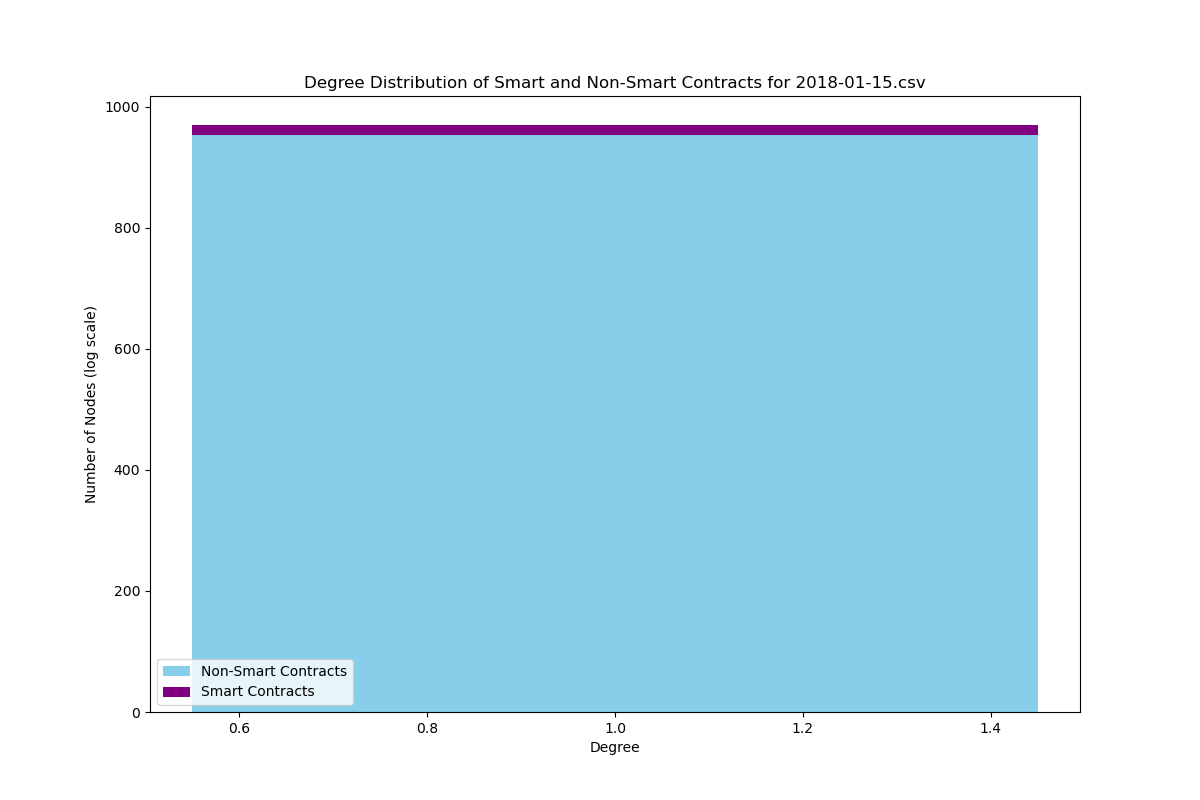 Degree Distribution of Smart and Non-Smart Contracts for 2018-01-15.csv
1000
800
600
400
200
0
Number of Nodes (log scale)
Non-Smart Contracts
Smart Contracts
0.6 0.8 1.0 1.2 1.4
Degree